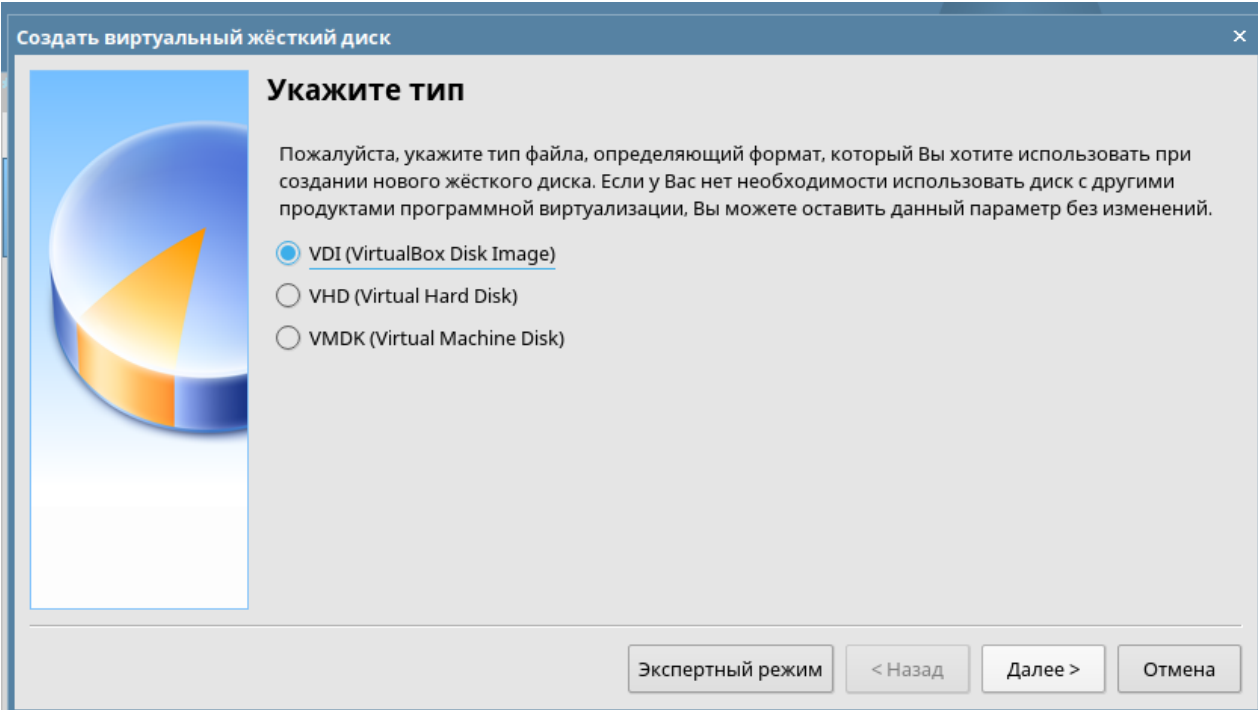 Создать виртуальный жёсткий диск
Укажите тип
Пожалуйста, укажите тип файла, определяющий формат, который Вы хотите использовать при
создании нового жёсткого диска. Если у Вас нет необходимости использовать диск с другими
продуктами программной виртуализации, Вы можете оставить данный параметр без изменений.
VDI (VirtualBox Disk Image)
VHD (Virtual Hard Disk)
VMDK (Virtual Machine Disk)
Экспертный режим < Назад Далее > Отмена